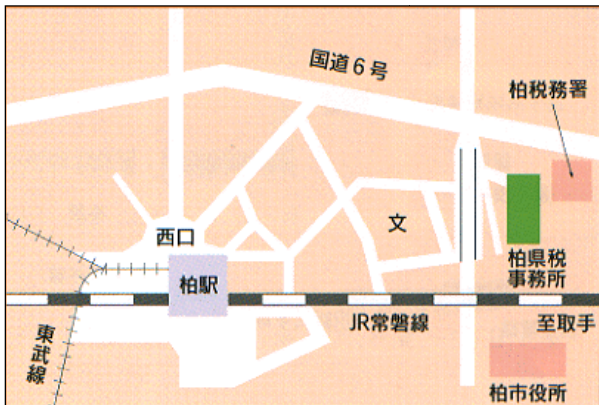 国道6号
柏税務署
西口
文
柏駅
柏県税
事務所
JR常磐線
至取手
東武線
柏市役所